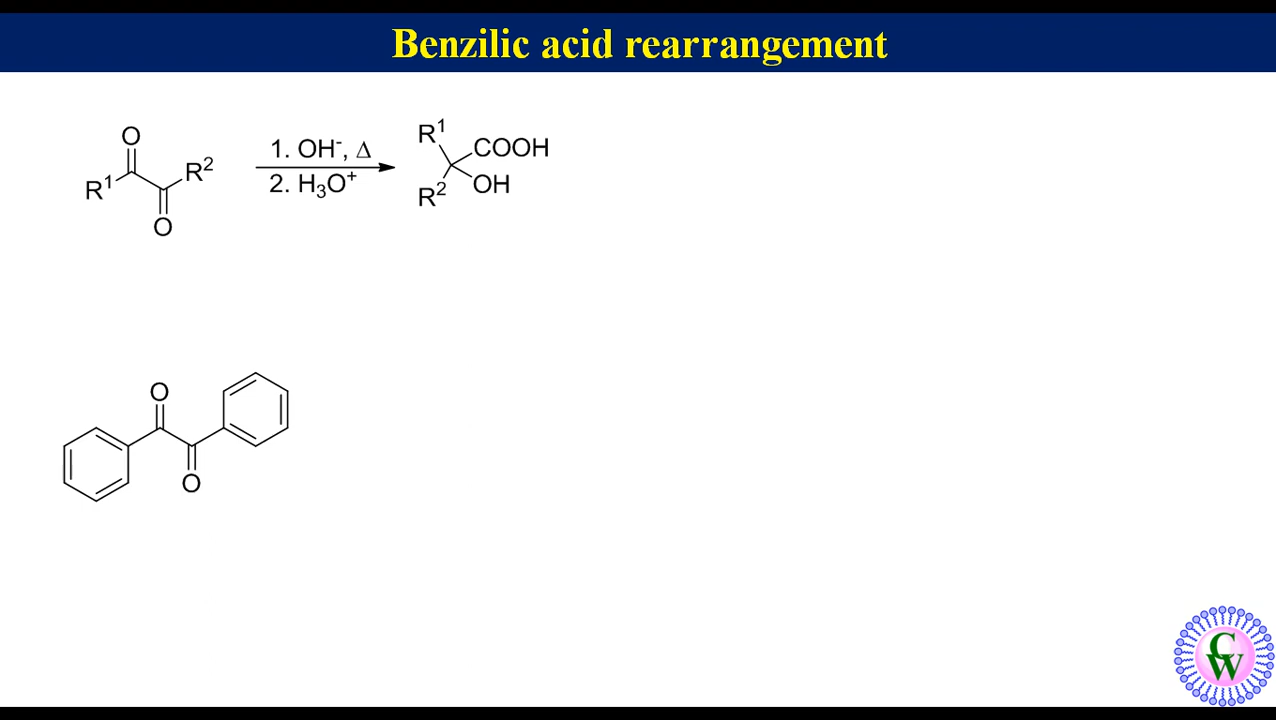 Benzilic acid rearrangement
O
R¹
R²
O
1. OH⁻, Δ
2. H₃O⁺
R¹
COOH
R²
OH
O
O
CW